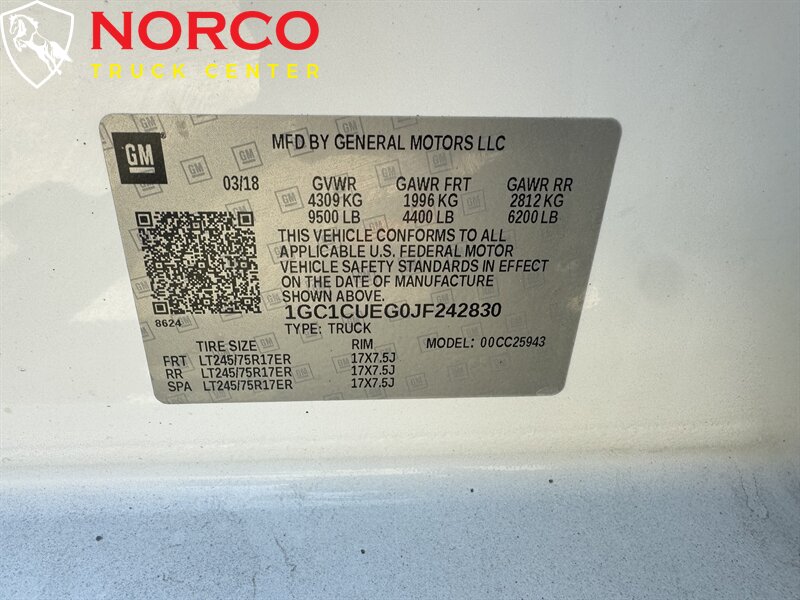 NORCO
TRUCK CENTER
GM
MFD BY GENERAL MOTORS LLC
03/18 GVWR GAWR FRT GAWR RR
4309 KG 1996 KG 2812 KG
9500 LB 4400 LB 6200 LB
THIS VEHICLE CONFORMS TO ALL
APPLICABLE U.S. FEDERAL MOTOR
VEHICLE SAFETY STANDARDS IN EFFECT
ON THE DATE OF MANUFACTURE
SHOWN ABOVE.
8624 1GC1CUEG0JF242830
TYPE: TRUCK
TIRE SIZE RIM MODEL: 00CC25943
FRT LT245/75R17ER 17X7.5J
RR LT245/75R17ER 17X7.5J
SPA LT245/75R17ER 17X7.5J